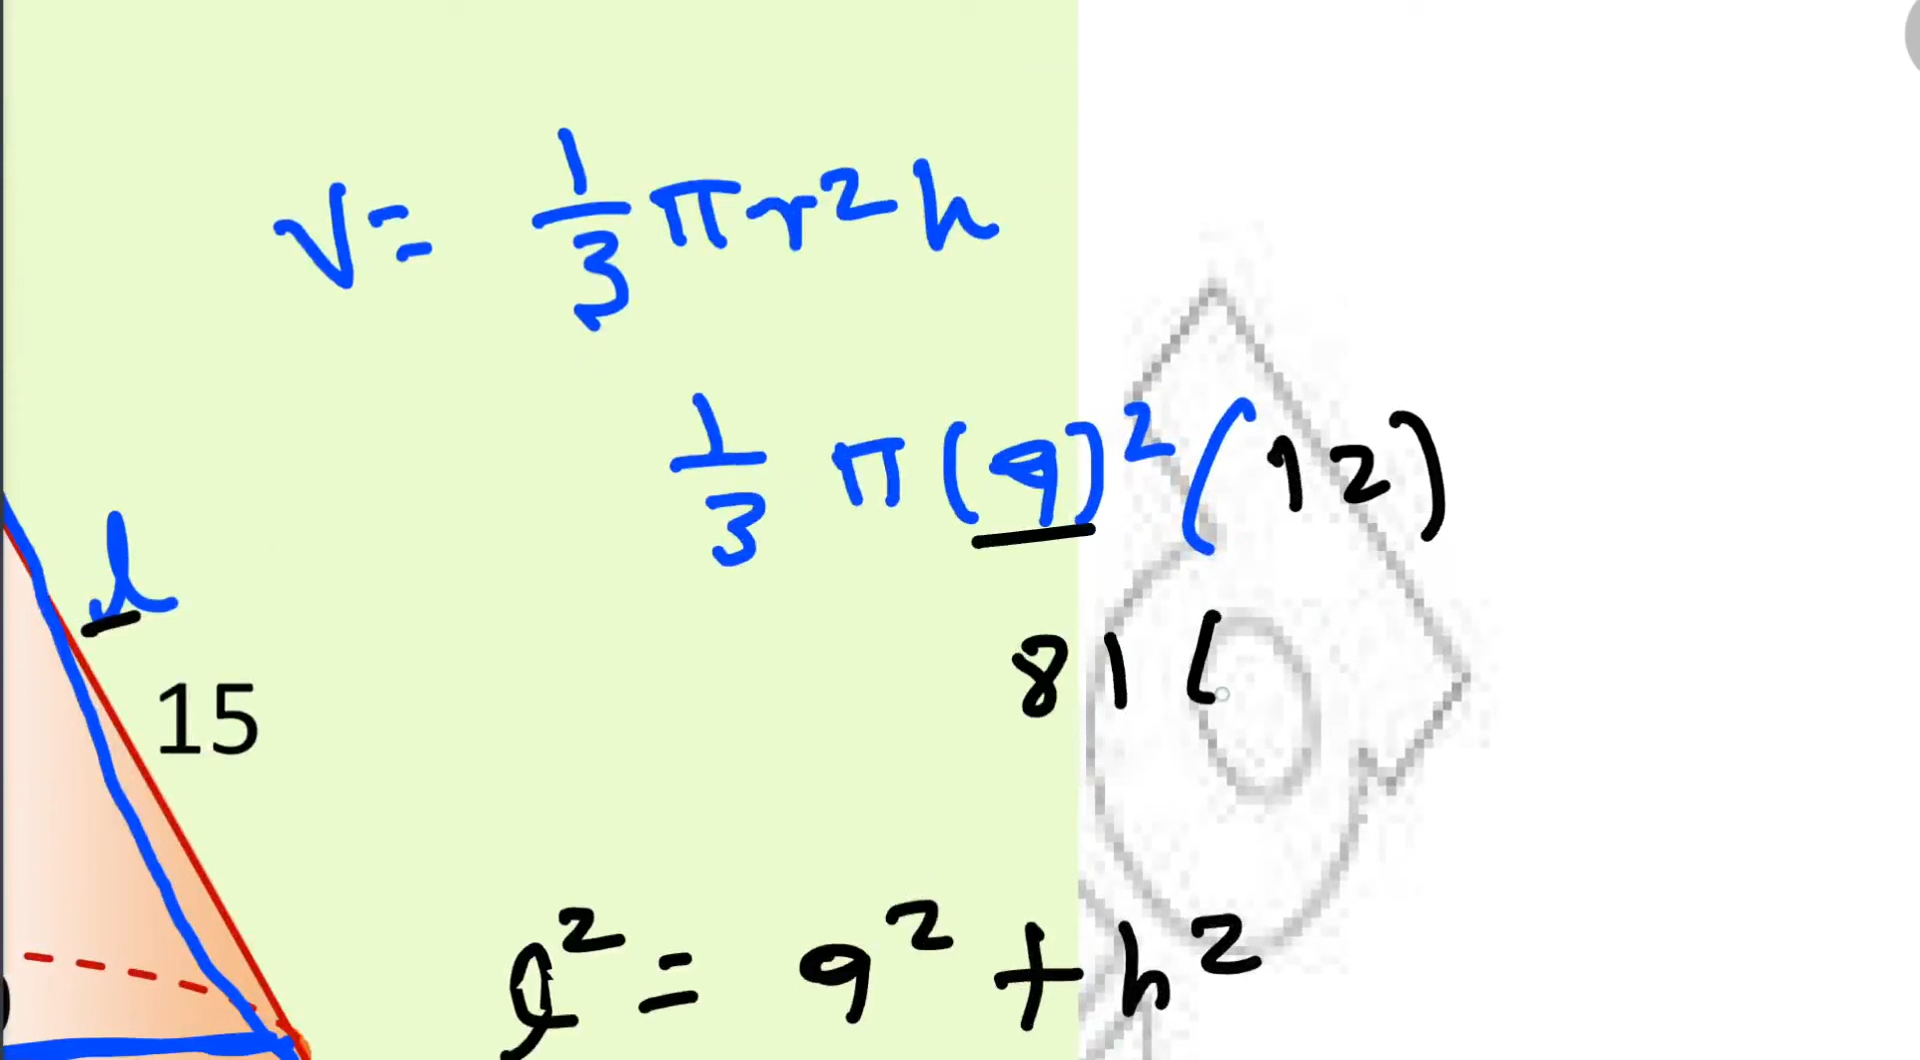 V = 1/3 πr²h
1/3 π(9)²(12)
l
15
81(
l² = 9² + h²